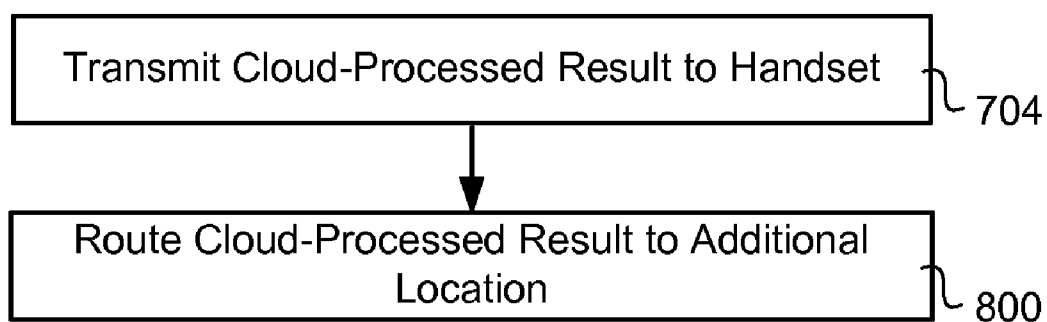 Transmit Cloud-Processed Result to Handset
704
Route Cloud-Processed Result to Additional
Location
800